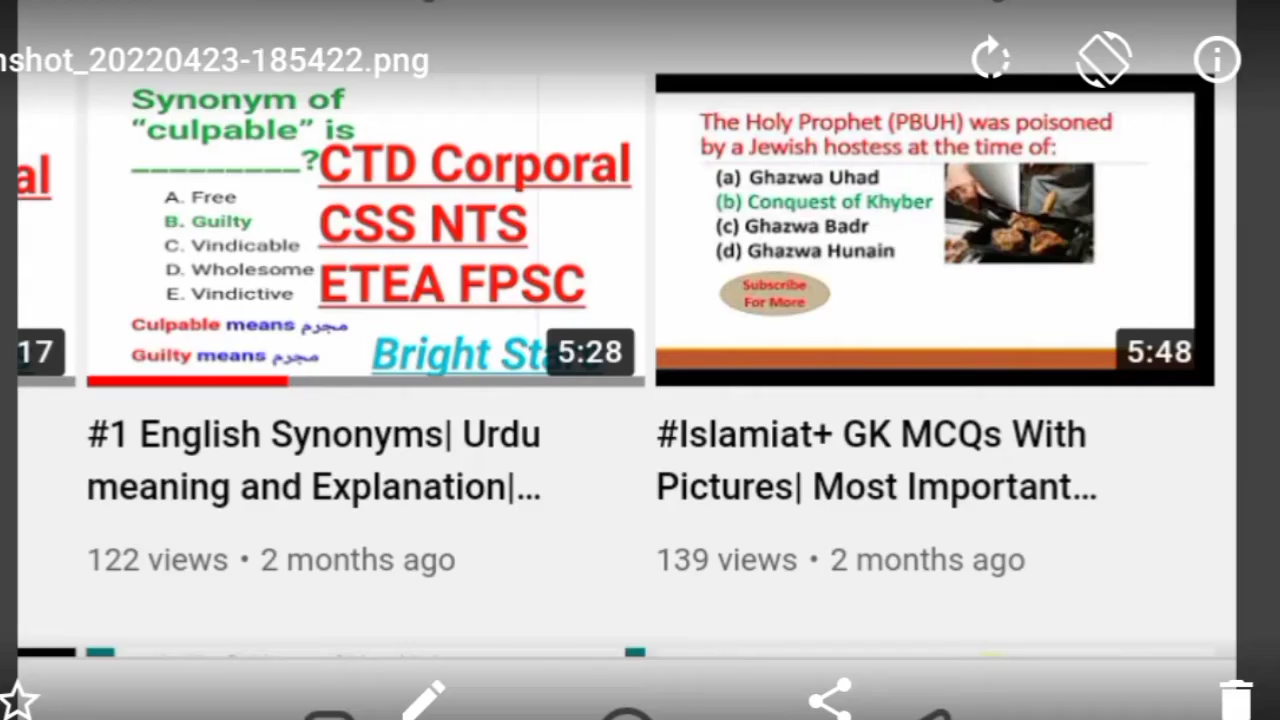 nshot_20220423-185422.png
al
17
Synonym of
“culpable” is
_________?
A. Free
B. Guilty
C. Vindicable
D. Wholesome
E. Vindictive
Culpable means مجرم
Guilty means مجرم
CTD Corporal
CSS NTS
ETEA FPSC
Bright
5:28
The Holy Prophet (PBUH) was poisoned
by a Jewish hostess at the time of:
(a) Ghazwa Uhad
(b) Conquest of Khyber
(c) Ghazwa Badr
(d) Ghazwa Hunain
Subscribe
For More
5:48
#1 English Synonyms| Urdu
meaning and Explanation|...
122 views • 2 months ago
#Islamiat+ GK MCQs With
Pictures| Most Important...
139 views • 2 months ago